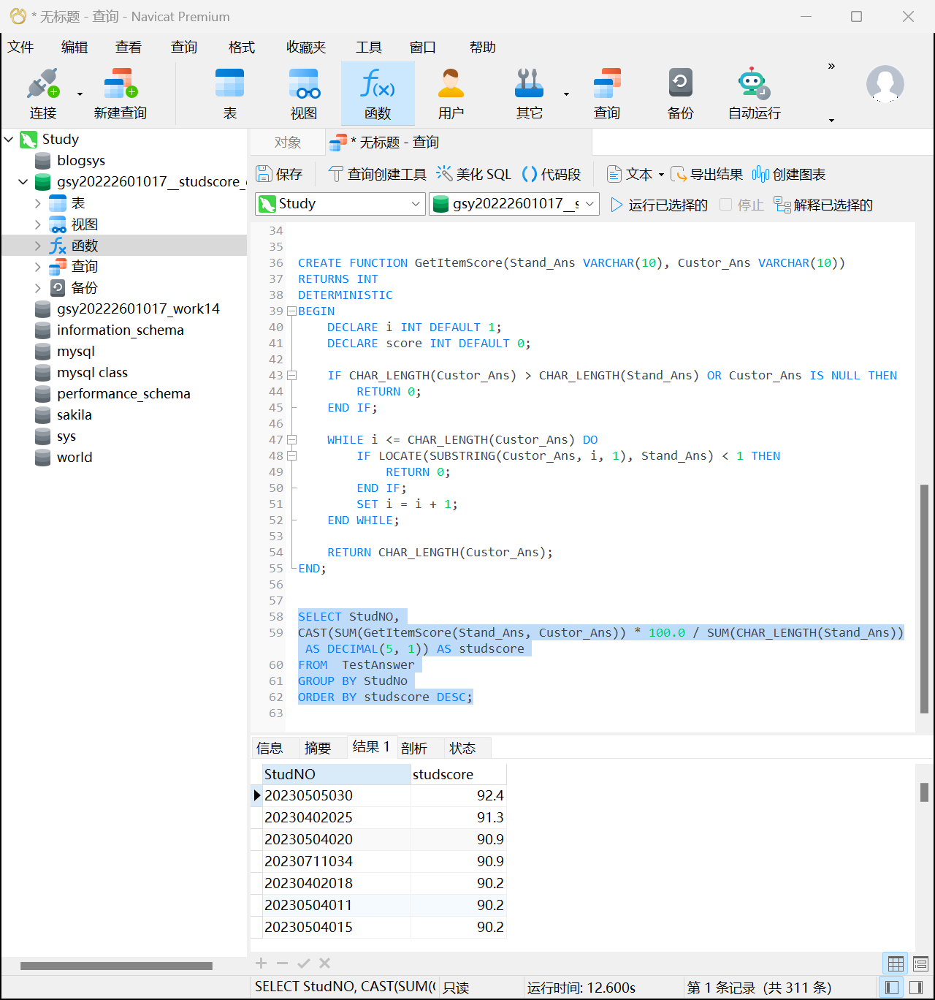 * 无标题 - 查询 - Navicat Premium
文件 编辑 查看 查询 格式 收藏夹 工具 窗口 帮助
连接 新建查询 表 视图 函数 用户 其它 查询 备份 自动运行
Study
blogsys
gsy20222601017__studscore_
表
视图
函数
查询
备份
gsy20222601017_work14
information_schema
mysql
mysql class
performance_schema
sakila
sys
world
对象 * 无标题 - 查询
保存 查询创建工具 美化 SQL 代码段 文本 导出结果 创建图表
Study gsy20222601017__s 运行已选择的 停止 解释已选择的
34
35
36 CREATE FUNCTION GetItemScore(Stand_Ans VARCHAR(10), Custor_Ans VARCHAR(10))
37 RETURNS INT
38 DETERMINISTIC
39 BEGIN
40 DECLARE i INT DEFAULT 1;
41 DECLARE score INT DEFAULT 0;
42
43 IF CHAR_LENGTH(Custor_Ans) > CHAR_LENGTH(Stand_Ans) OR Custor_Ans IS NULL THEN
44 RETURN 0;
45 END IF;
46
47 WHILE i <= CHAR_LENGTH(Custor_Ans) DO
48 IF LOCATE(SUBSTRING(Custor_Ans, i, 1), Stand_Ans) < 1 THEN
49 RETURN 0;
50 END IF;
51 SET i = i + 1;
52 END WHILE;
53
54 RETURN CHAR_LENGTH(Custor_Ans);
55 END;
56
57
58 SELECT StudNO,
59 CAST(SUM(GetItemScore(Stand_Ans, Custor_Ans)) * 100.0 / SUM(CHAR_LENGTH(Stand_Ans))
AS DECIMAL(5, 1)) AS studscore
60 FROM  TestAnswer
61 GROUP BY StudNo
62 ORDER BY studscore DESC;
63
信息 摘要 结果 1 剖析 状态
StudNO studscore
20230505030 92.4
20230402025 91.3
20230504020 90.9
20230711034 90.9
20230402018 90.2
20230504011 90.2
20230504015 90.2
SELECT StudNO, CAST(SUM(G 只读 运行时间: 12.600s 第 1 条记录 (共 311 条)